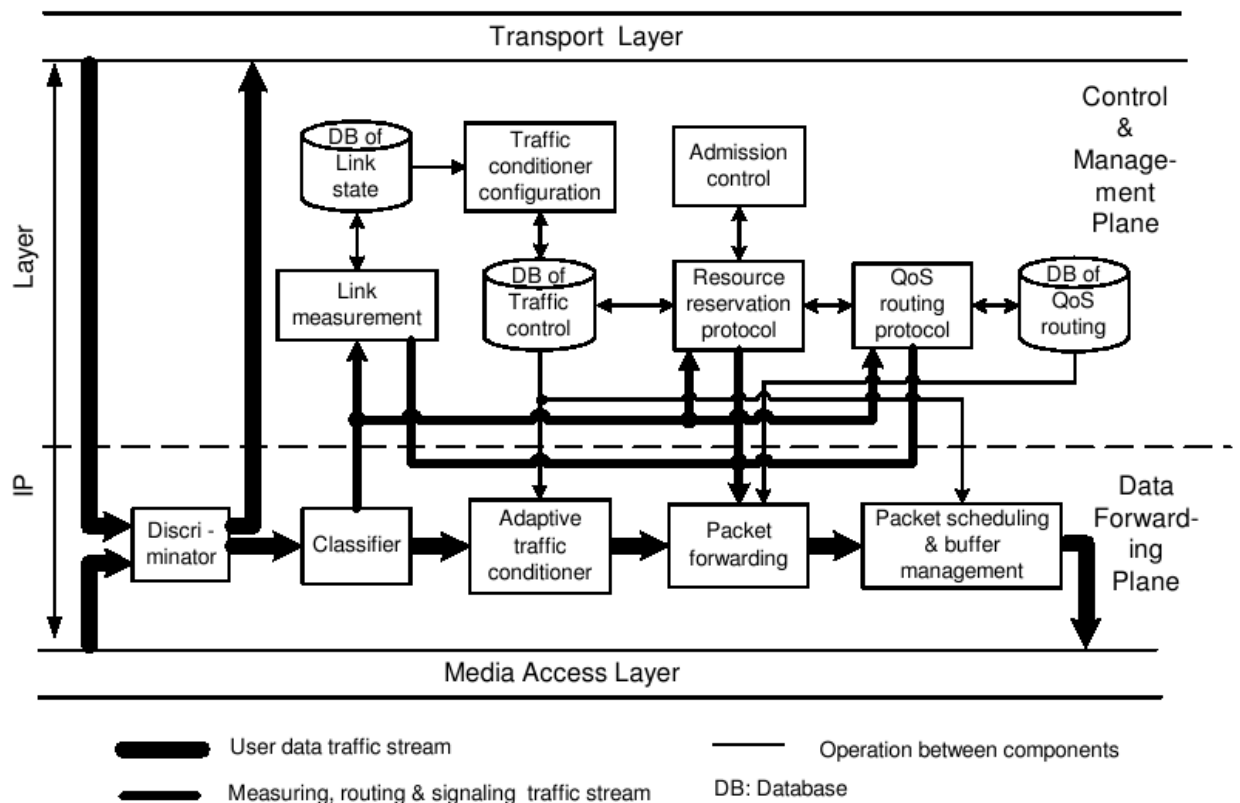 Transport Layer
Control
&
Manage-
ment
Plane
DB of
Link
state
Traffic
conditioner
configuration
Admission
control
Layer
Link
measurement
DB of
Traffic
control
Resource
reservation
protocol
QoS
routing
protocol
DB of
QoS
routing
IP
Discri -
minator
Classifier
Adaptive
traffic
conditioner
Packet
forwarding
Packet scheduling
& buffer
management
Data
Forward-
ing
Plane
Media Access Layer
User data traffic stream
Operation between components
Measuring, routing & signaling traffic stream
DB: Database